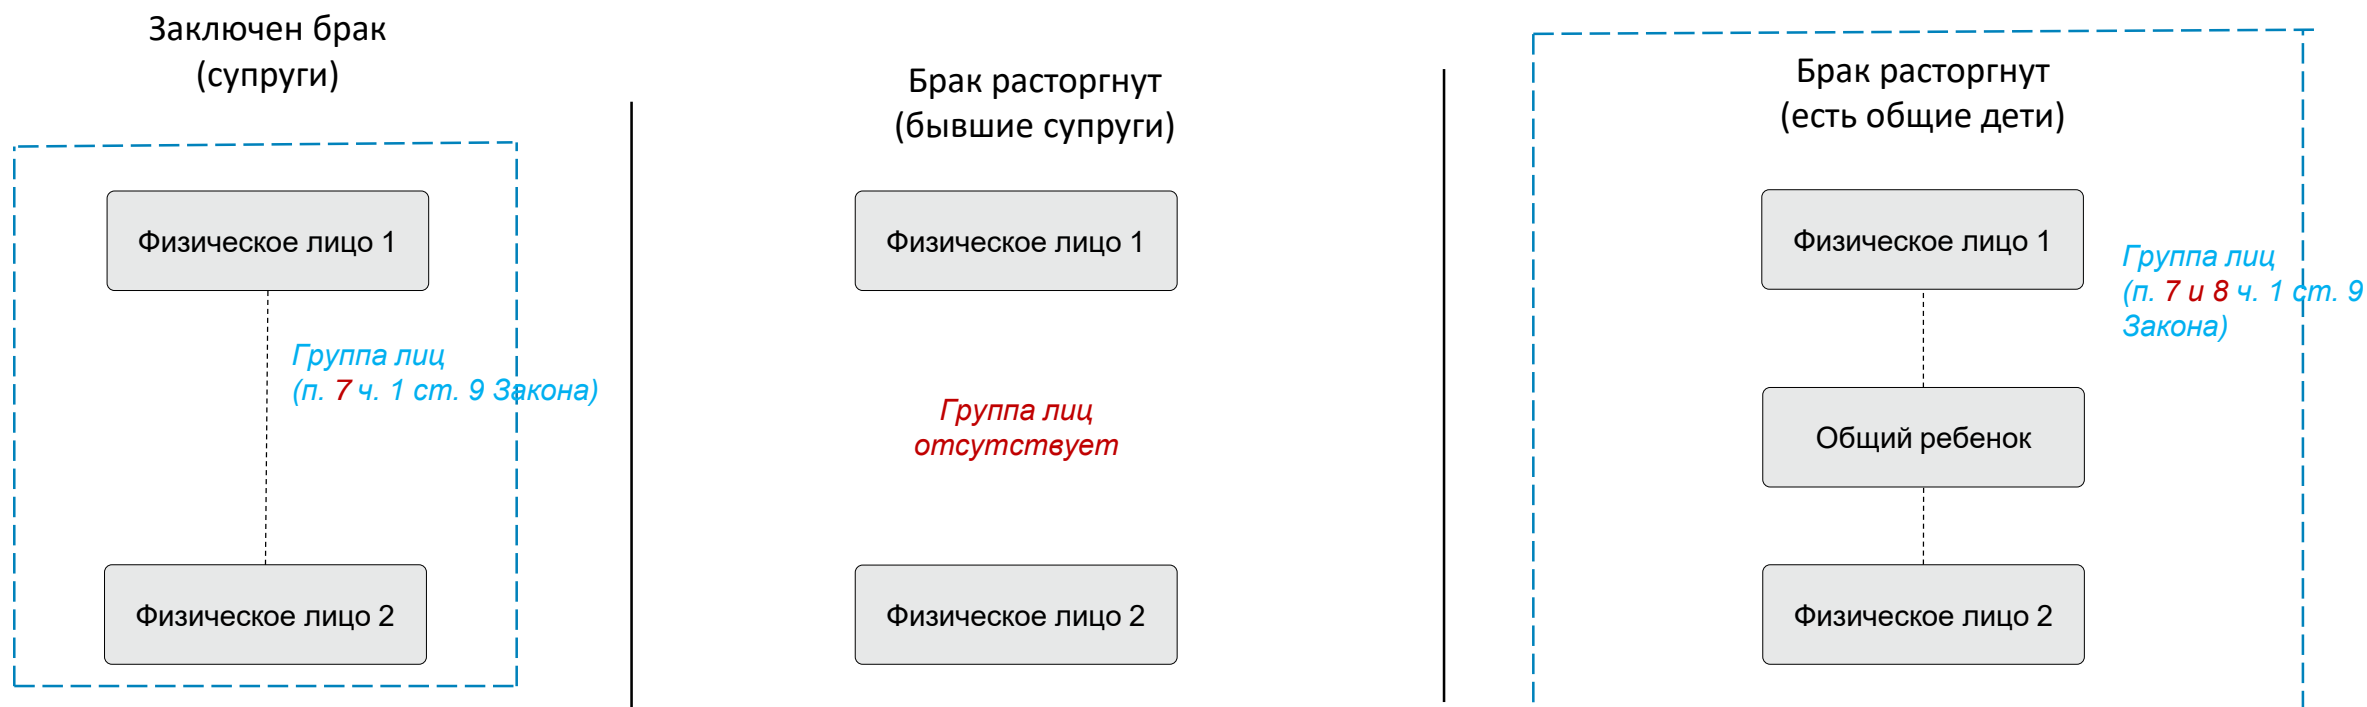 Заключен брак
(супруги)
Физическое лицо 1
Группа лиц
(п. 7 ч. 1 ст. 9 Закона)
Физическое лицо 2
Брак расторгнут
(бывшие супруги)
Физическое лицо 1
Группа лиц
отсутствует
Физическое лицо 2
Брак расторгнут
(есть общие дети)
Физическое лицо 1
Группа лиц
(п. 7 и 8 ч. 1 ст. 9
Закона)
Общий ребенок
Физическое лицо 2